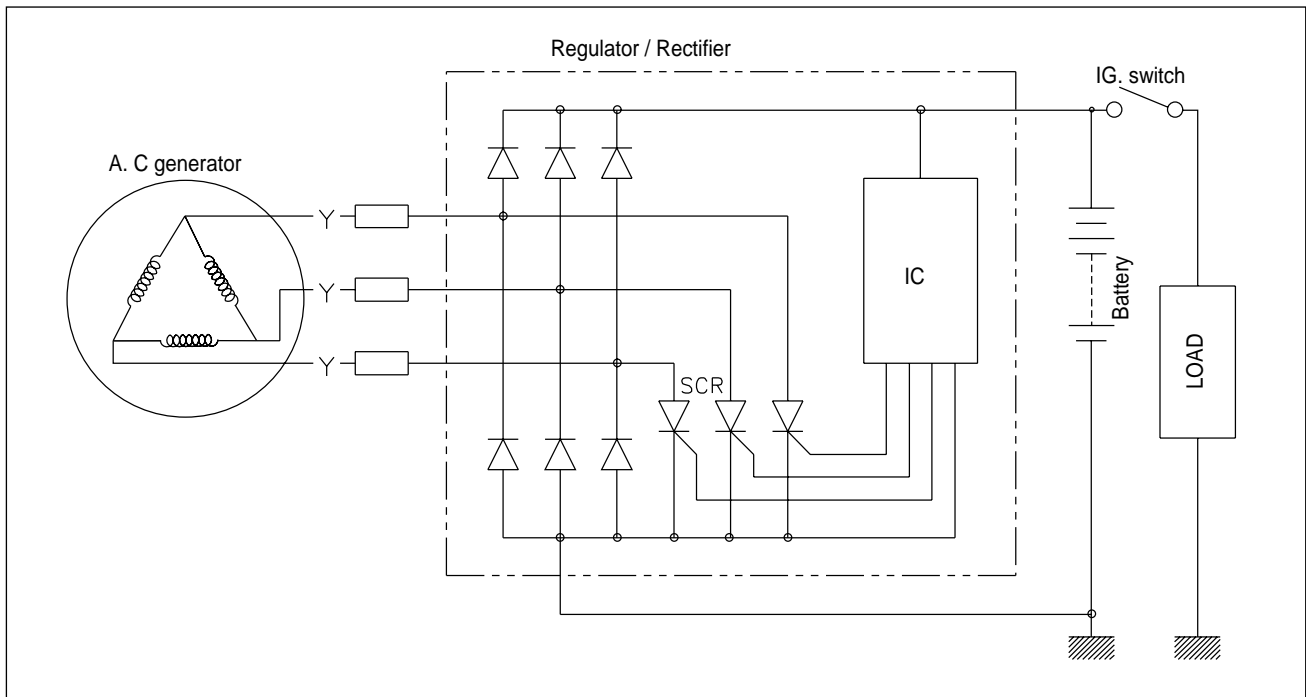 Regulator / Rectifier
IG. switch
A. C generator
Y
Y
IC
Battery
Y
LOAD
SCR